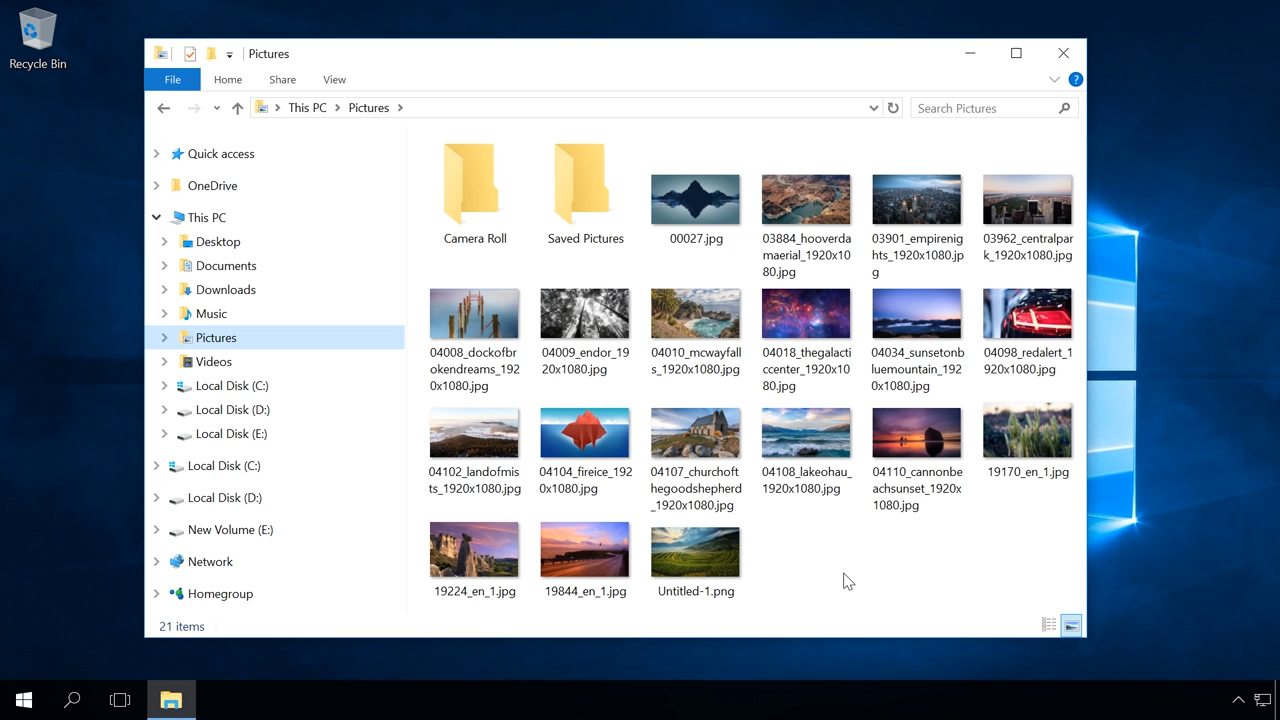 Recycle Bin
Pictures
File Home Share View
?
This PC Pictures
Search Pictures
Quick access
OneDrive
This PC
Desktop
Documents
Downloads
Music
Pictures
Videos
Local Disk (C:)
Local Disk (D:)
Local Disk (E:)
Local Disk (C:)
Local Disk (D:)
New Volume (E:)
Network
Homegroup
Camera Roll
Saved Pictures
00027.jpg
03884_hooverda
maerial_1920x10
80.jpg
03901_empirenig
hts_1920x1080.jp
g
03962_centralpar
k_1920x1080.jpg
04008_dockofbr
okendreams_192
0x1080.jpg
04009_endor_19
20x1080.jpg
04010_mcwayfall
s_1920x1080.jpg
04018_thegalacti
ccenter_1920x10
80.jpg
04034_sunsetonb
luemountain_192
0x1080.jpg
04098_redalert_1
920x1080.jpg
04102_landofmis
ts_1920x1080.jpg
04104_fireice_192
0x1080.jpg
04107_churchoft
hegoodshepherd
_1920x1080.jpg
04108_lakeohau_
1920x1080.jpg
04110_cannonbe
achsunset_1920x
1080.jpg
19170_en_1.jpg
19224_en_1.jpg
19844_en_1.jpg
Untitled-1.png
21 items